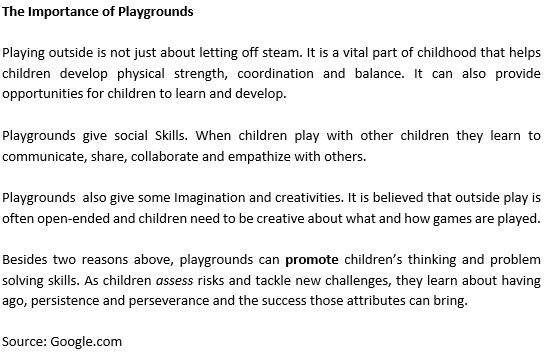 The Importance of Playgrounds
Playing outside is not just about letting off steam. It is a vital part of childhood that helps
children develop physical strength, coordination and balance. It can also provide
opportunities for children to learn and develop.
Playgrounds give social Skills. When children play with other children they learn to
communicate, share, collaborate and empathize with others.
Playgrounds also give some Imagination and creativities. It is believed that outside play is
often open-ended and children need to be creative about what and how games are played.
Besides two reasons above, playgrounds can promote children's thinking and problem
solving skills. As children assess risks and tackle new challenges, they learn about having
ago, persistence and perseverance and the success those attributes can bring.
Source: Google.com